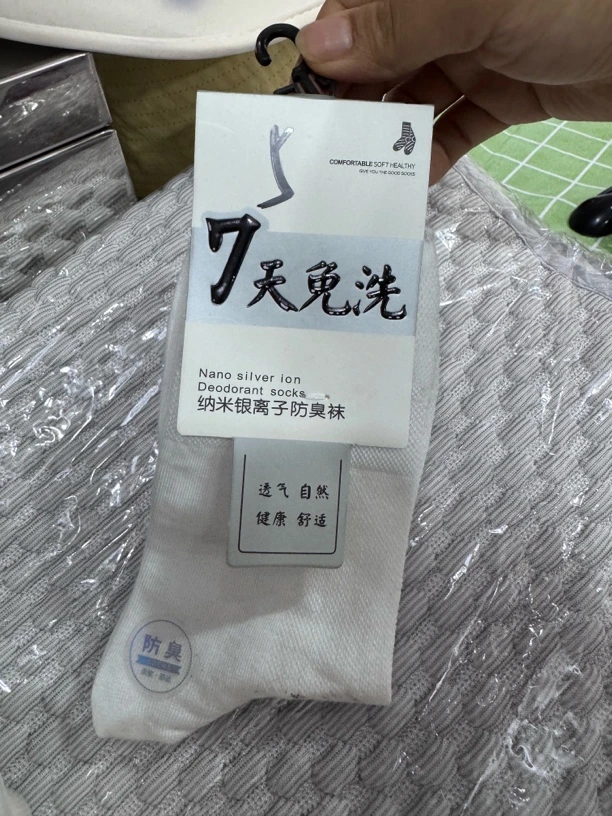 COMFORTABLE SOFT HEALTHY
GIVE YOU THE GOOD SOCKS
7天免洗
Nano silver ion
Deodorant socks
纳米银离子防臭袜
透气 自然
健康 舒适
防臭